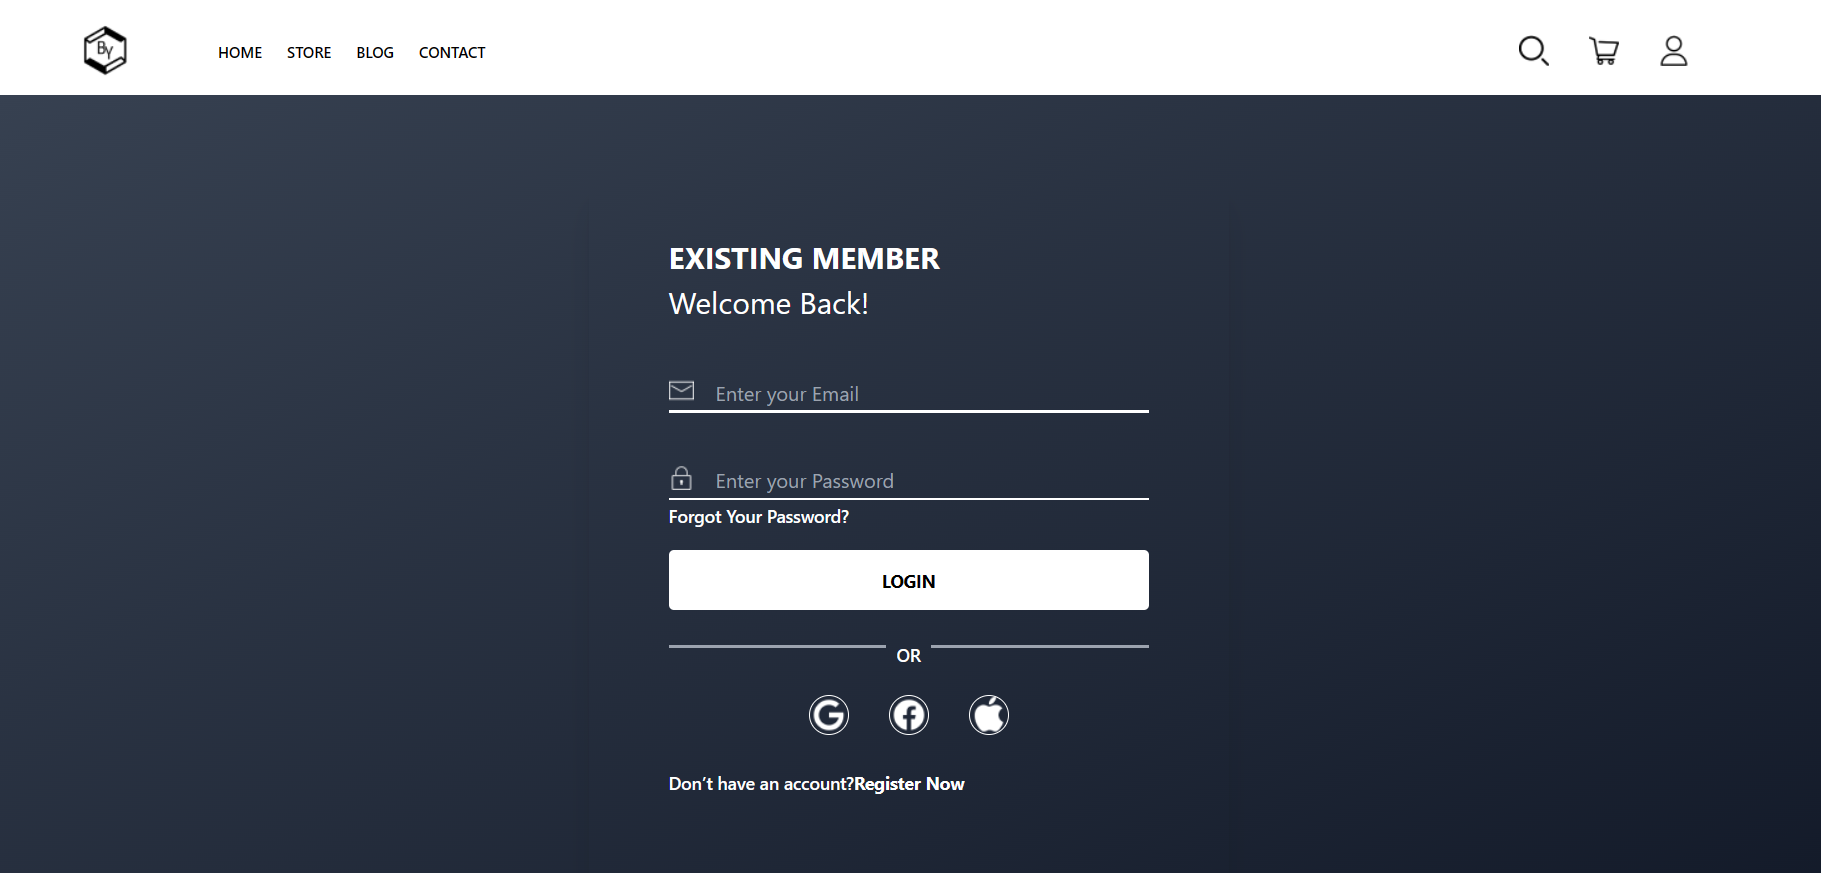 By
HOME STORE BLOG CONTACT
EXISTING MEMBER
Welcome Back!
Enter your Email
Enter your Password
Forgot Your Password?
LOGIN
OR
Don’t have an account?Register Now